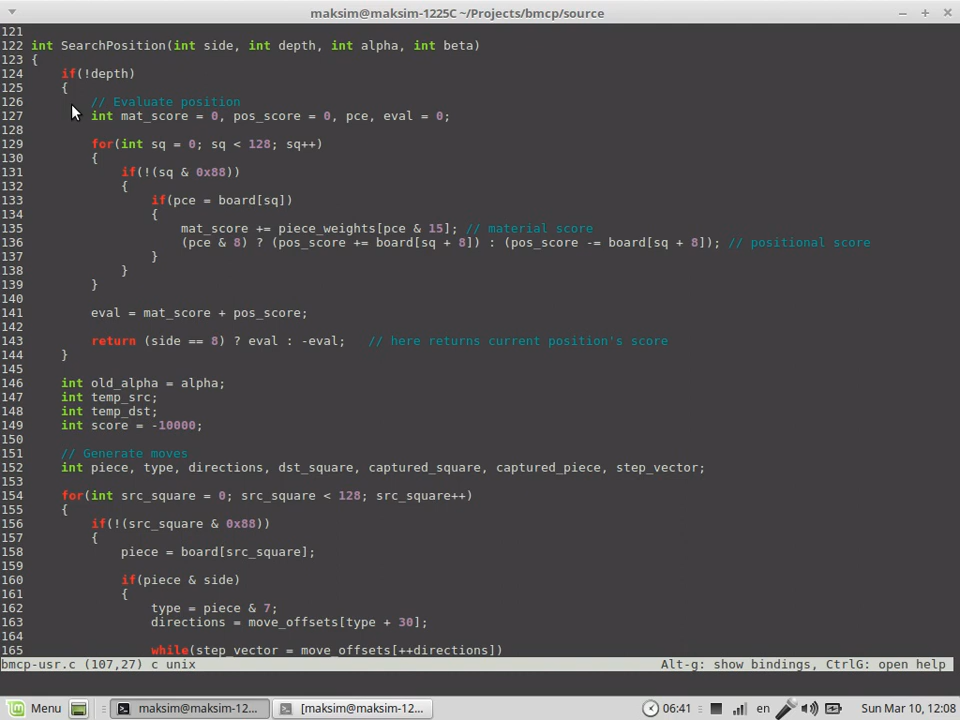 maksim@maksim-1225C ~/Projects/bmcp/source
121
122 int SearchPosition(int side, int depth, int alpha, int beta)
123 {
124     if(!depth)
125     {
126         // Evaluate position
127         int mat_score = 0, pos_score = 0, pce, eval = 0;
128
129         for(int sq = 0; sq < 128; sq++)
130         {
131             if(!(sq & 0x88))
132             {
133                 if(pce = board[sq])
134                 {
135                     mat_score += piece_weights[pce & 15]; // material score
136                     (pce & 8) ? (pos_score += board[sq + 8]) : (pos_score -= board[sq + 8]); // positional score
137                 }
138             }
139         }
140
141         eval = mat_score + pos_score;
142
143         return (side == 8) ? eval : -eval;   // here returns current position's score
144     }
145
146     int old_alpha = alpha;
147     int temp_src;
148     int temp_dst;
149     int score = -10000;
150
151     // Generate moves
152     int piece, type, directions, dst_square, captured_square, captured_piece, step_vector;
153
154     for(int src_square = 0; src_square < 128; src_square++)
155     {
156         if(!(src_square & 0x88))
157         {
158             piece = board[src_square];
159
160             if(piece & side)
161             {
162                 type = piece & 7;
163                 directions = move_offsets[type + 30];
164
165                 while(step_vector = move_offsets[++directions])
bmcp-usr.c (107,27) c unix Alt-g: show bindings, CtrlG: open help
Menu maksim@maksim-12... [maksim@maksim-12... 06:41 en Sun Mar 10, 12:08